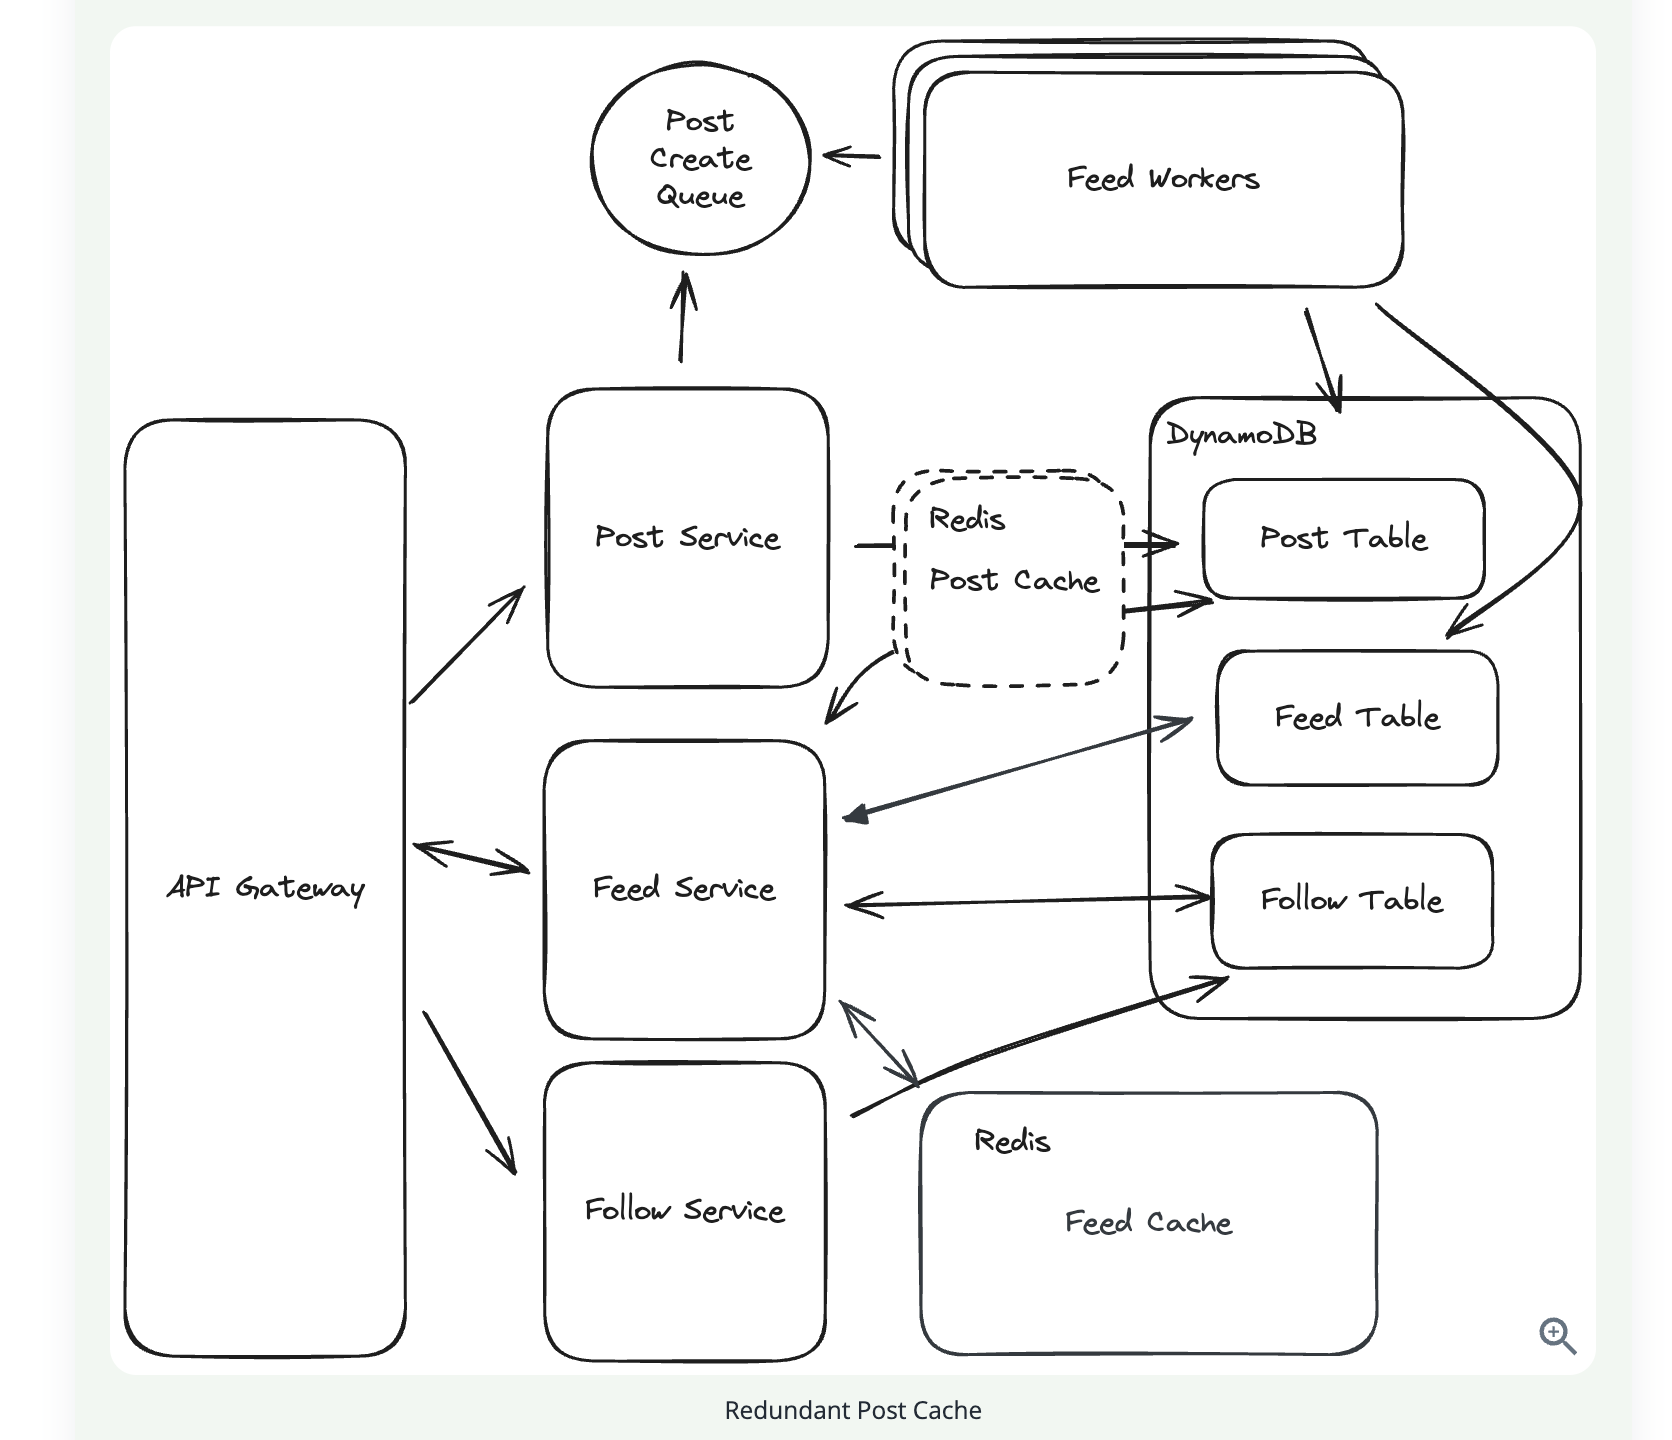 Post
Create
Queue
Feed Workers
DynamoDB
Post Service
Redis
Post Cache
Post Table
Feed Table
API Gateway
Feed Service
Follow Table
Follow Service
Redis
Feed Cache
Redundant Post Cache